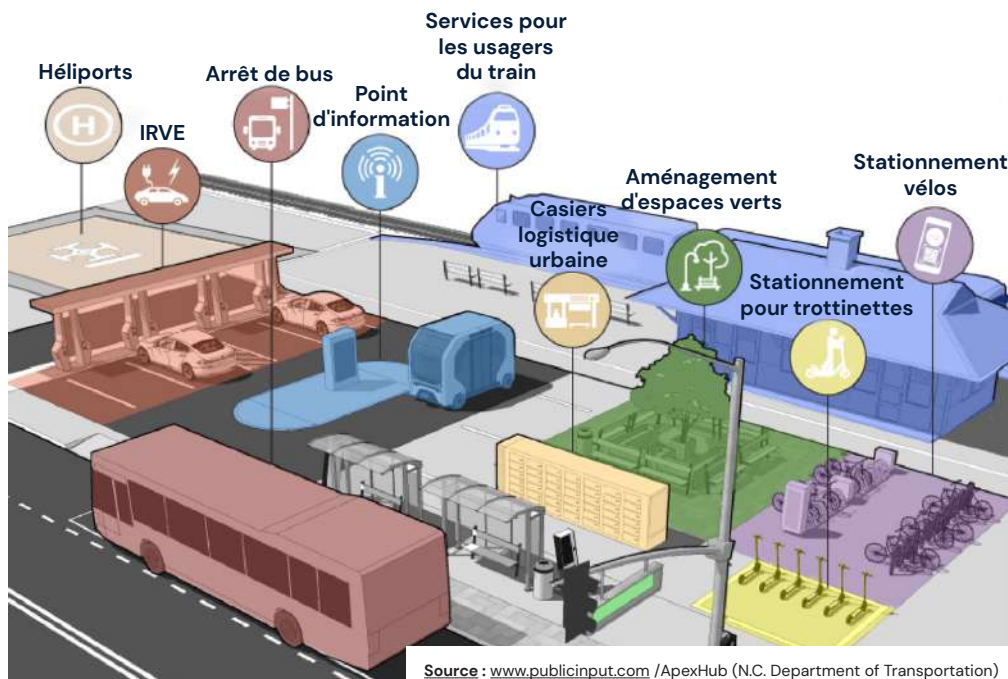 Héliports
IRVE
Arrêt de bus
Point
d'information
Services pour
les usagers
du train
Casiers
logistique
urbaine
Aménagement
d'espaces verts
Stationnement
pour trottinettes
Stationnement
vélos
H
Source : www.publicinput.com /ApexHub (N.C. Department of Transportation)